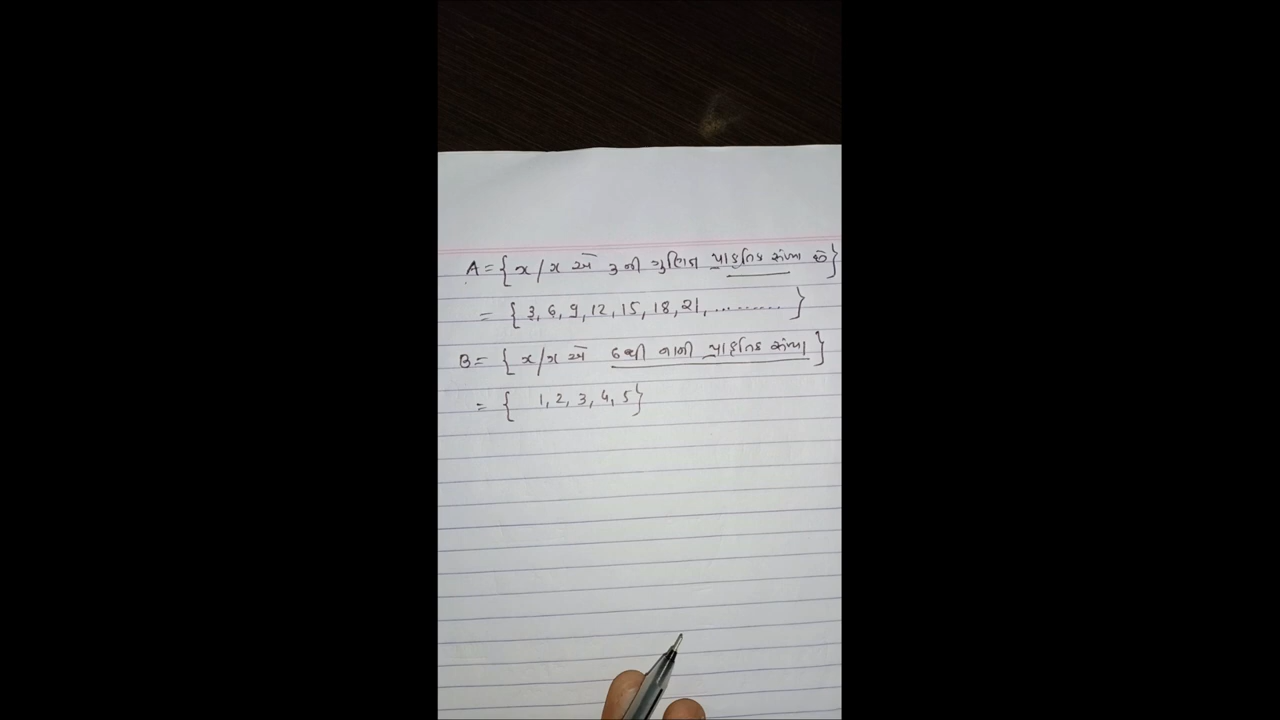 A = { x / x એ 3 ની ગુણિત પ્રાકૃતિક સંખ્યા છે }
= { 3, 6, 9, 12, 15, 18, 21, .......... }
B = { x / x એ 6 થી નાની પ્રાકૃતિક સંખ્યા }
= { 1, 2, 3, 4, 5 }